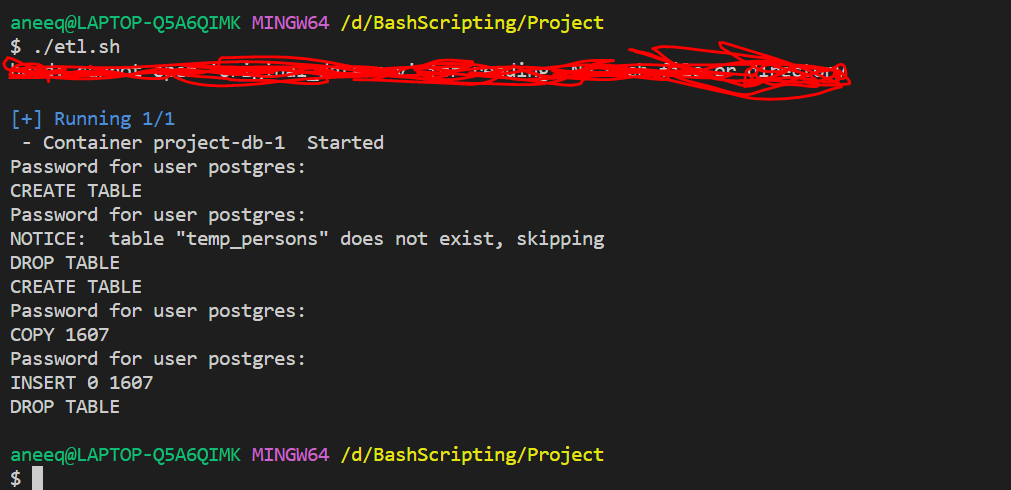 aneeq@LAPTOP-Q5A6QIMK MINGW64 /d/BashScripting/Project
$ ./etl.sh
[+] Running 1/1
- Container project-db-1 Started
Password for user postgres:
CREATE TABLE
Password for user postgres:
NOTICE: table "temp_persons" does not exist, skipping
DROP TABLE
CREATE TABLE
Password for user postgres:
COPY 1607
Password for user postgres:
INSERT 0 1607
DROP TABLE
aneeq@LAPTOP-Q5A6QIMK MINGW64 /d/BashScripting/Project
$